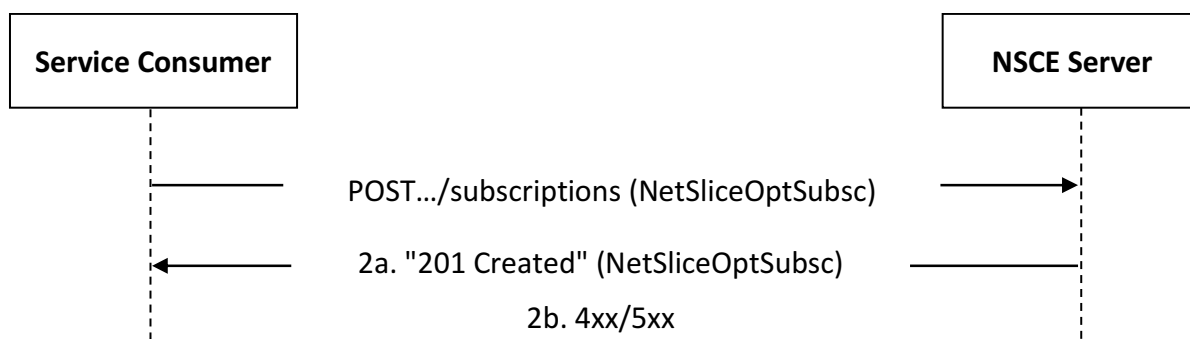 Service Consumer
NSCE Server
POST.../subscriptions (NetSliceOptSubsc)
2a. "201 Created" (NetSliceOptSubsc)
2b. 4xx/5xx